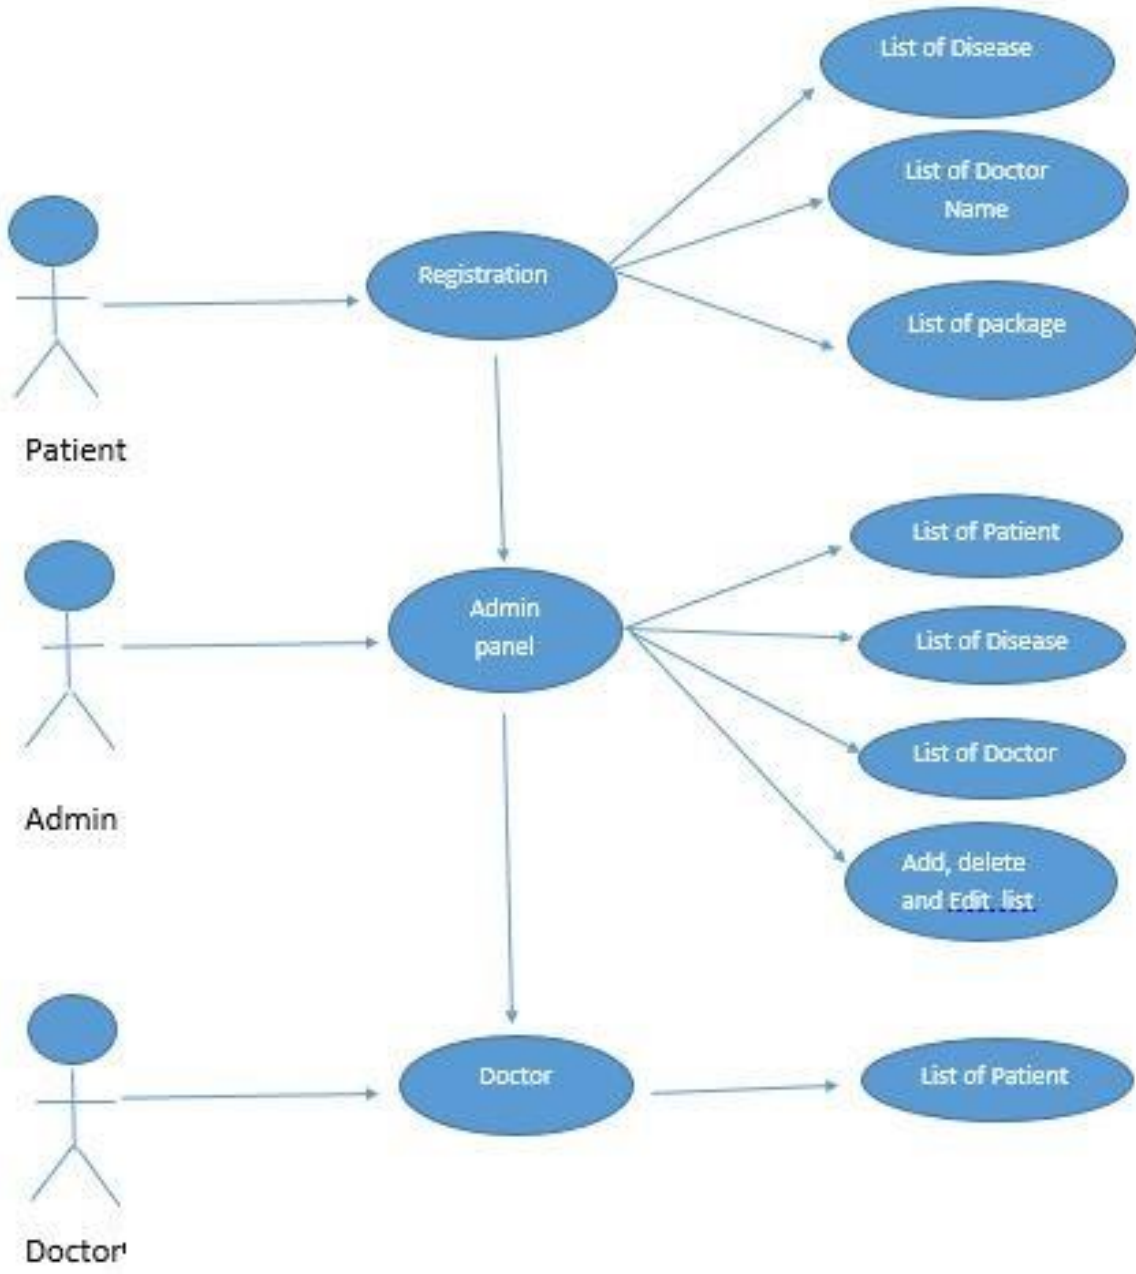 List of Disease
List of Doctor
Name
Registration
List of package
Patient
List of Patient
Admin
panel
List of Disease
List of Doctor
Admin
Add, delete
and Edit list
Doctor
List of Patient
Doctor'